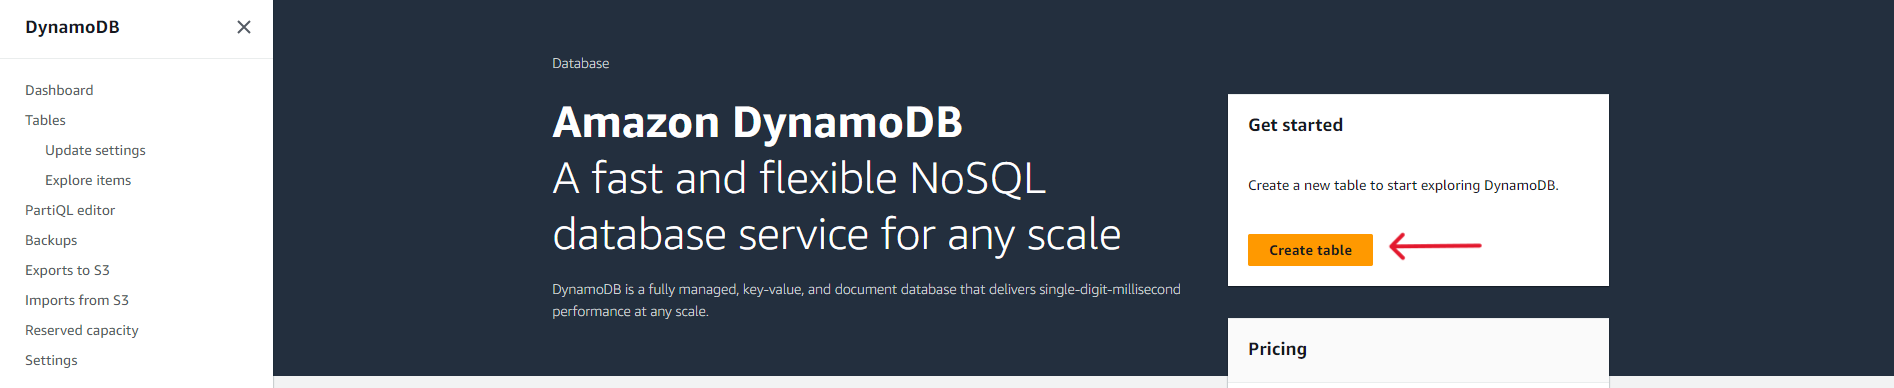 DynamoDB
Dashboard
Tables
Update settings
Explore items
PartiQL editor
Backups
Exports to S3
Imports from S3
Reserved capacity
Settings
Database
Amazon DynamoDB
A fast and flexible NoSQL
database service for any scale
DynamoDB is a fully managed, key-value, and document database that delivers single-digit-millisecond
performance at any scale.
Get started
Create a new table to start exploring DynamoDB.
Create table
Pricing